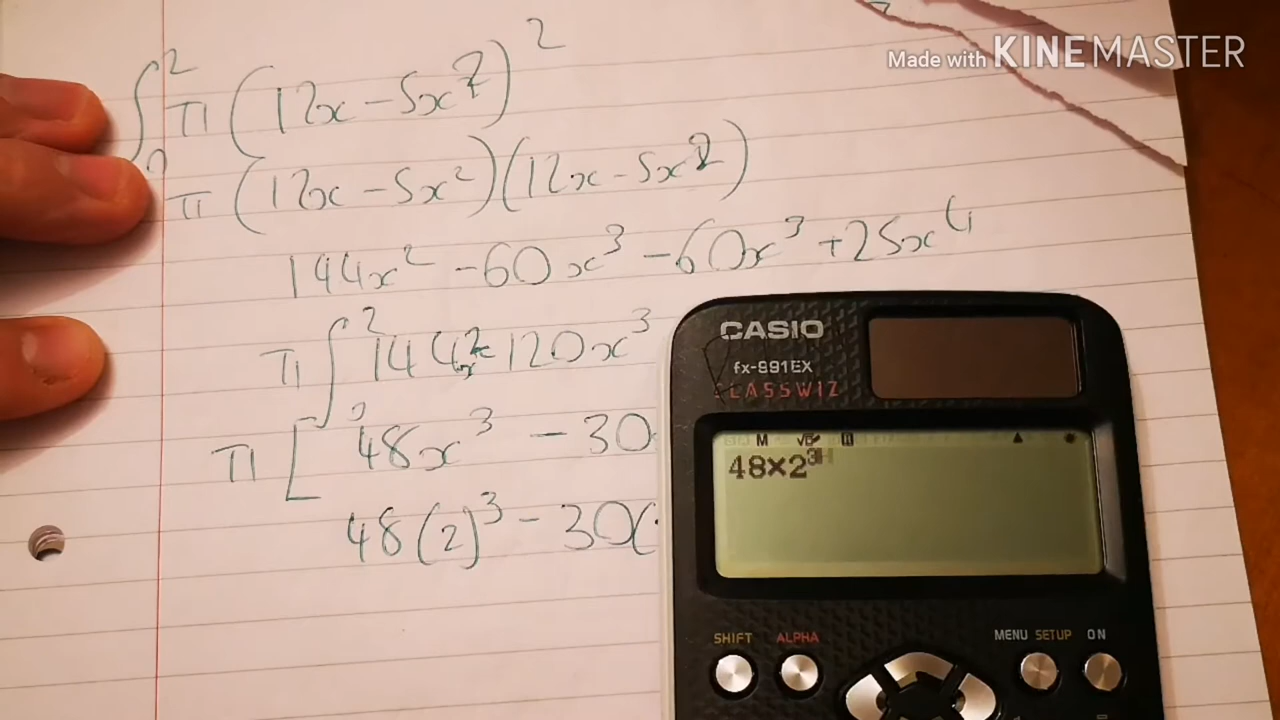 Made with KINEMASTER
∫₀² π(12x - 5x²)²
π(12x - 5x²)(12x - 5x²)
144x² - 60x³ - 60x³ + 25x⁴
π ∫₀² 144x² - 120x³
π [ 48x³ - 30
48(2)³ - 30(
CASIO
fx-991EX
CLASSWIZ
M
48×2³
SHIFT ALPHA MENU SETUP ON